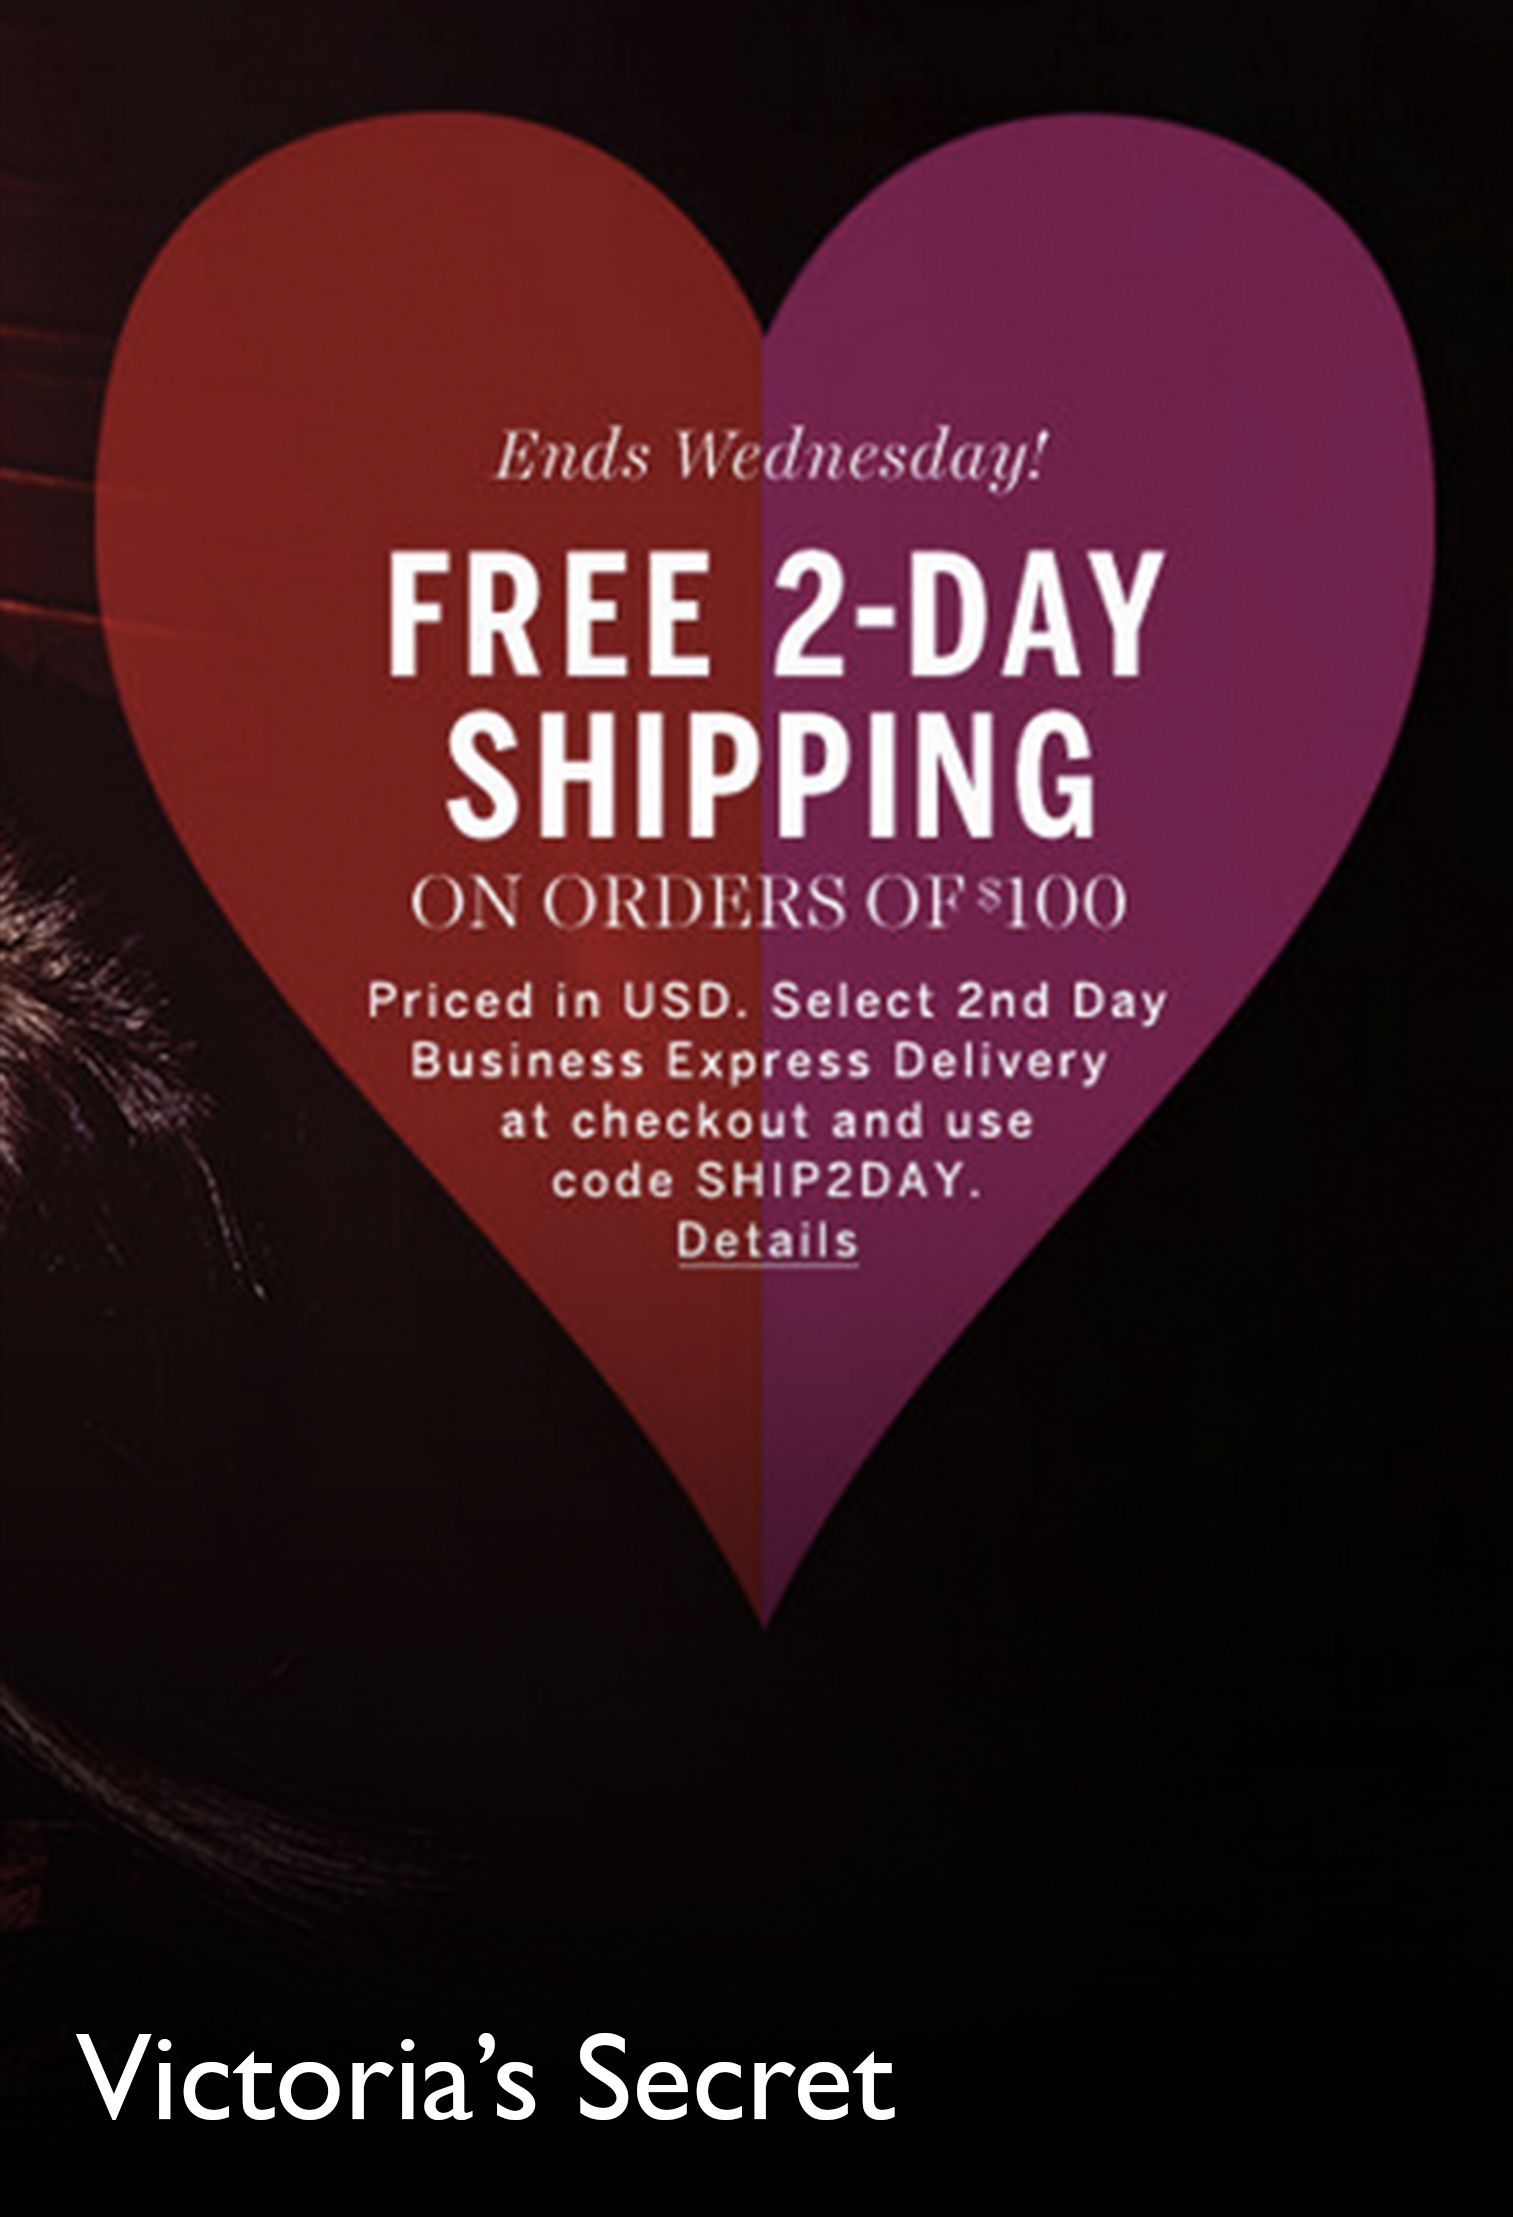 Ends Wednesday!
FREE 2-DAY
SHIPPING
ON ORDERS OF $100
Priced in USD. Select 2nd Day
Business Express Delivery
at checkout and use
code SHIP2DAY.
Details
Victoria’s Secret